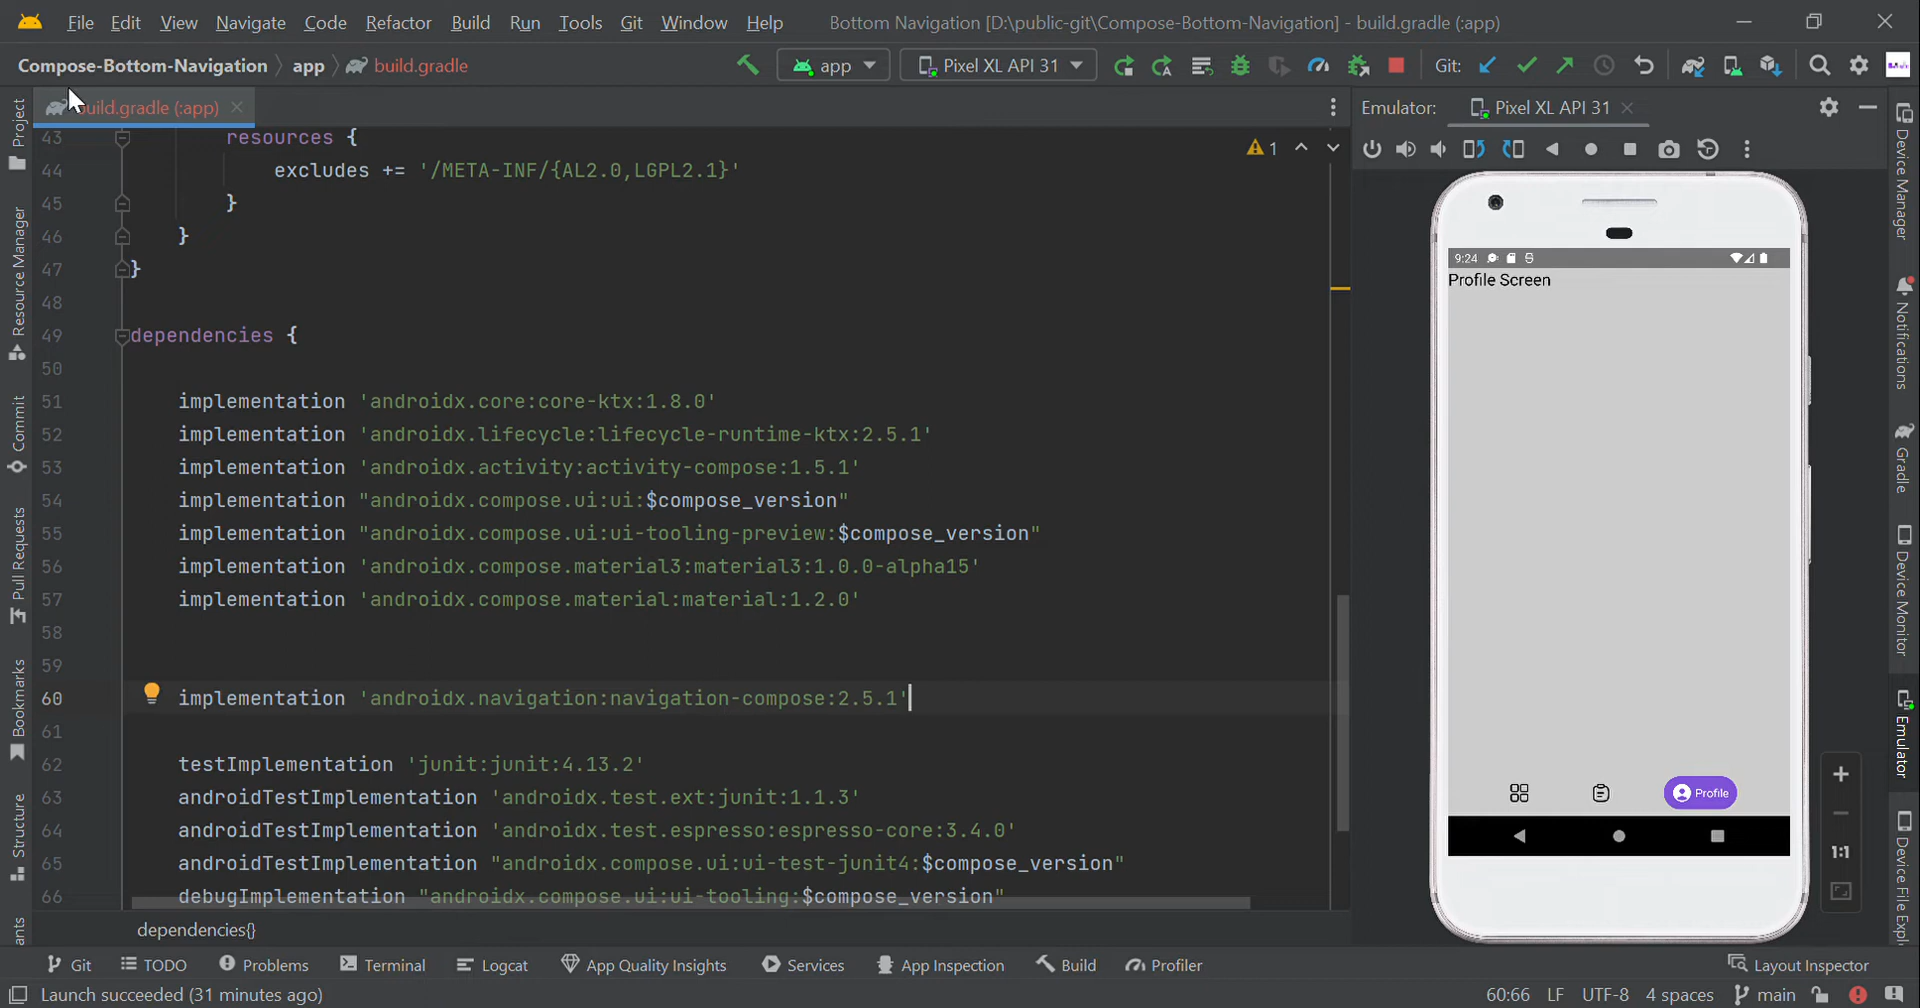 File Edit View Navigate Code Refactor Build Run Tools Git Window Help Bottom Navigation [D:\public-git\Compose-Bottom-Navigation] - build.gradle (:app)
Compose-Bottom-Navigation app build.gradle app Pixel XL API 31 Git:
build.gradle (:app) Emulator: Pixel XL API 31
43 resources {
44 excludes += '/META-INF/{AL2.0,LGPL2.1}'
45 }
46 }
47 }
48
49 dependencies {
50
51 implementation 'androidx.core:core-ktx:1.8.0'
52 implementation 'androidx.lifecycle:lifecycle-runtime-ktx:2.5.1'
53 implementation 'androidx.activity:activity-compose:1.5.1'
54 implementation "androidx.compose.ui:ui:$compose_version"
55 implementation "androidx.compose.ui:ui-tooling-preview:$compose_version"
56 implementation 'androidx.compose.material3:material3:1.0.0-alpha15'
57 implementation 'androidx.compose.material:material:1.2.0'
58
59
60 implementation 'androidx.navigation:navigation-compose:2.5.1'
61
62 testImplementation 'junit:junit:4.13.2'
63 androidTestImplementation 'androidx.test.ext:junit:1.1.3'
64 androidTestImplementation 'androidx.test.espresso:espresso-core:3.4.0'
65 androidTestImplementation "androidx.compose.ui:ui-test-junit4:$compose_version"
66 debugImplementation "androidx.compose.ui:ui-tooling:$compose_version"
1
dependencies{}
Project
Resource Manager
Commit
Pull Requests
Bookmarks
Structure
ants
9:24
Profile Screen
Profile
1:1
Device Manager
Notifications
Gradle
Device Monitor
Emulator
Device File Expl
Git TODO Problems Terminal Logcat App Quality Insights Services App Inspection Build Profiler Layout Inspector
Launch succeeded (31 minutes ago) 60:66 LF UTF-8 4 spaces main